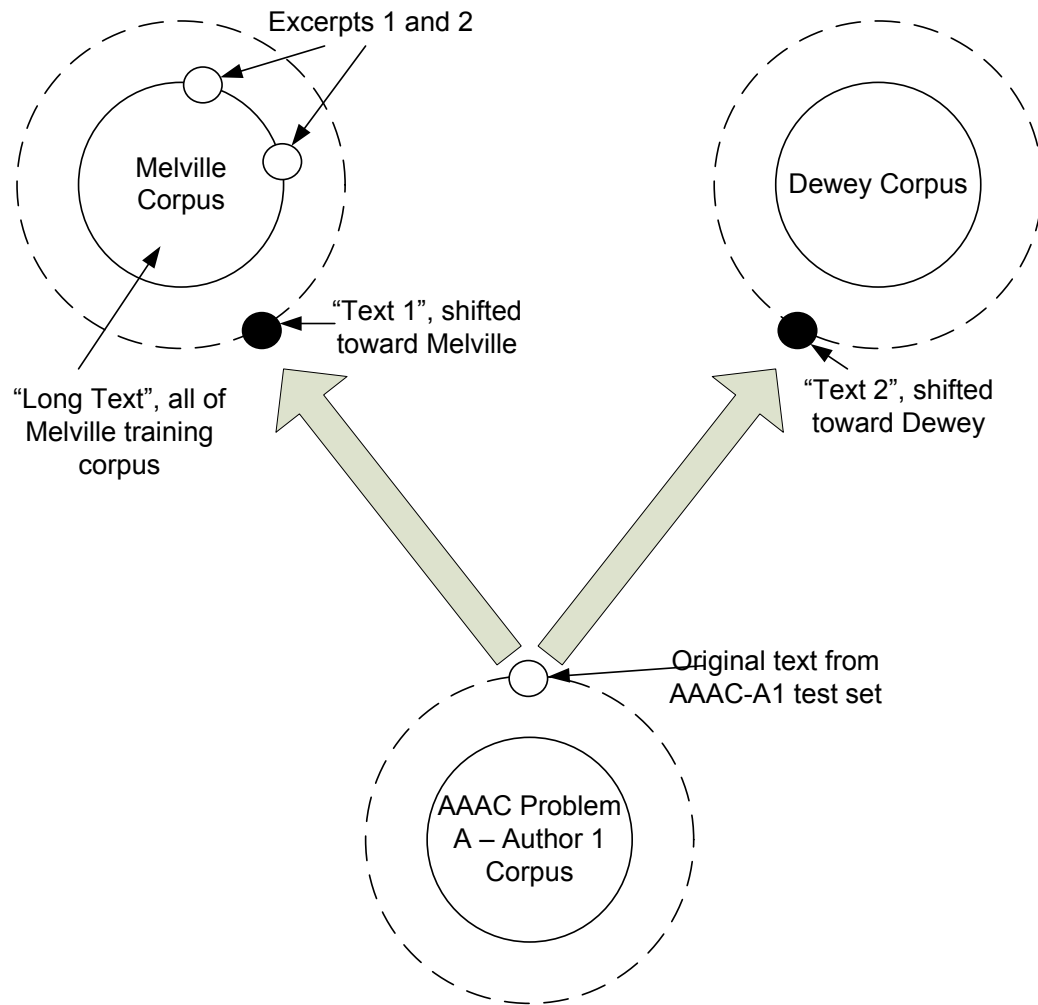 Excerpts 1 and 2
Melville
Corpus
Dewey Corpus
“Text 1”, shifted
toward Melville
“Long Text”, all of
Melville training
corpus
“Text 2”, shifted
toward Dewey
Original text from
AAAC-A1 test set
AAAC Problem
A – Author 1
Corpus